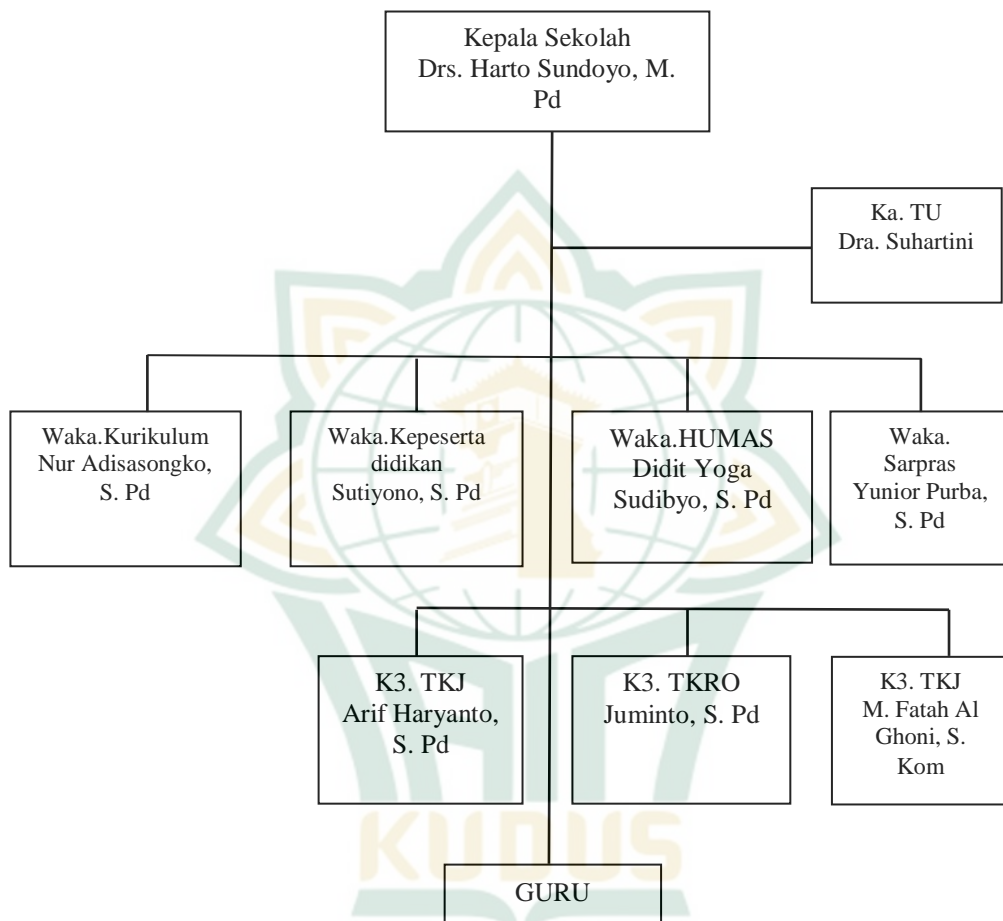 Kepala Sekolah
Drs. Harto Sundoyo, M.
Pd
Ka. TU
Dra. Suhartini
Waka.Kurikulum
Nur Adisasongko,
S. Pd
Waka.Kepeserta
didikan
Sutiyono, S. Pd
Waka.HUMAS
Didit Yoga
Sudibyo, S. Pd
Waka.
Sarpras
Yunior Purba,
S. Pd
K3. TKJ
Arif Haryanto,
S. Pd
K3. TKRO
Juminto, S. Pd
K3. TKJ
M. Fatah Al
Ghoni, S.
Kom
KUDUS
GURU